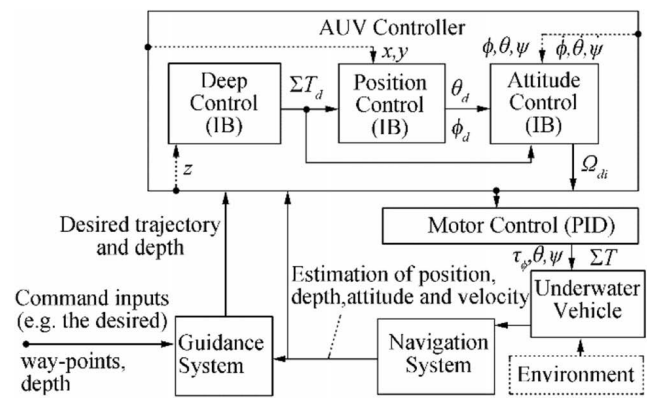 AUV Controller
x,y
ϕ,θ,ψ
ϕ̇,θ̇,ψ̇
Deep
Control
(IB)
ΣT_d
Position
Control
(IB)
θ_d
ϕ_d
Attitude
Control
(IB)
z
Ω_di
Desired trajectory
and depth
Motor Control (PID)
τ_ϕ,θ,ψ
ΣT
Estimation of position,
depth,attitude and velocity
Underwater
Vehicle
Command inputs
(e.g. the desired)
way-points,
depth
Guidance
System
Navigation
System
Environment